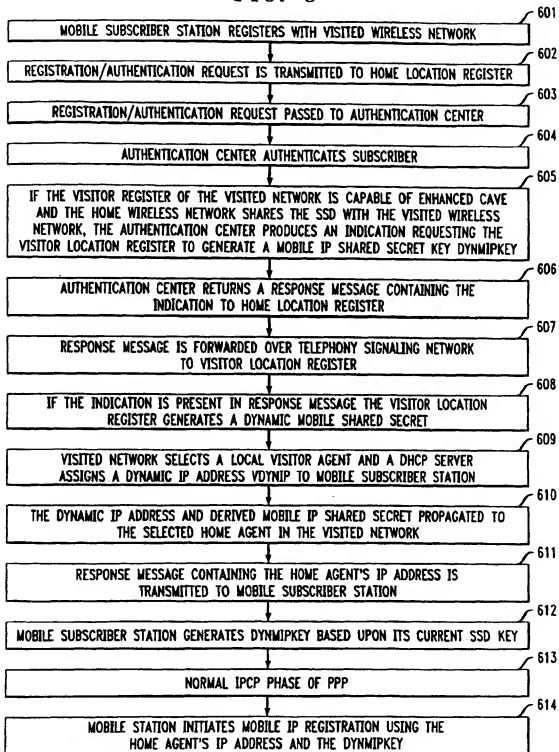 601
MOBILE SUBSCRIBER STATION REGISTERS WITH VISITED WIRELESS NETWORK
602
REGISTRATION/AUTHENTICATION REQUEST IS TRANSMITTED TO HOME LOCATION REGISTER
603
REGISTRATION/AUTHENTICATION REQUEST PASSED TO AUTHENTICATION CENTER
604
AUTHENTICATION CENTER AUTHENTICATES SUBSCRIBER
605
IF THE VISITOR REGISTER OF THE VISITED NETWORK IS CAPABLE OF ENHANCED CAVE
AND THE HOME WIRELESS NETWORK SHARES THE SSD WITH THE VISITED WIRELESS
NETWORK, THE AUTHENTICATION CENTER PRODUCES AN INDICATION REQUESTING THE
VISITOR LOCATION REGISTER TO GENERATE A MOBILE IP SHARED SECRET KEY DYNMIPKEY
606
AUTHENTICATION CENTER RETURNS A RESPONSE MESSAGE CONTAINING THE
INDICATION TO HOME LOCATION REGISTER
607
RESPONSE MESSAGE IS FORWARDED OVER TELEPHONY SIGNALING NETWORK
TO VISITOR LOCATION REGISTER
608
IF THE INDICATION IS PRESENT IN RESPONSE MESSAGE THE VISITOR LOCATION
REGISTER GENERATES A DYNAMIC MOBILE SHARED SECRET
609
VISITED NETWORK SELECTS A LOCAL VISITOR AGENT AND A DHCP SERVER
ASSIGNS A DYNAMIC IP ADDRESS VDYNIP TO MOBILE SUBSCRIBER STATION
610
THE DYNAMIC IP ADDRESS AND DERIVED MOBILE IP SHARED SECRET PROPAGATED TO
THE SELECTED HOME AGENT IN THE VISITED NETWORK
611
RESPONSE MESSAGE CONTAINING THE HOME AGENT'S IP ADDRESS IS
TRANSMITTED TO MOBILE SUBSCRIBER STATION
612
MOBILE SUBSCRIBER STATION GENERATES DYNMIPKEY BASED UPON ITS CURRENT SSD KEY
613
NORMAL IPCP PHASE OF PPP
614
MOBILE STATION INITIATES MOBILE IP REGISTRATION USING THE
HOME AGENT'S IP ADDRESS AND THE DYNMIPKEY